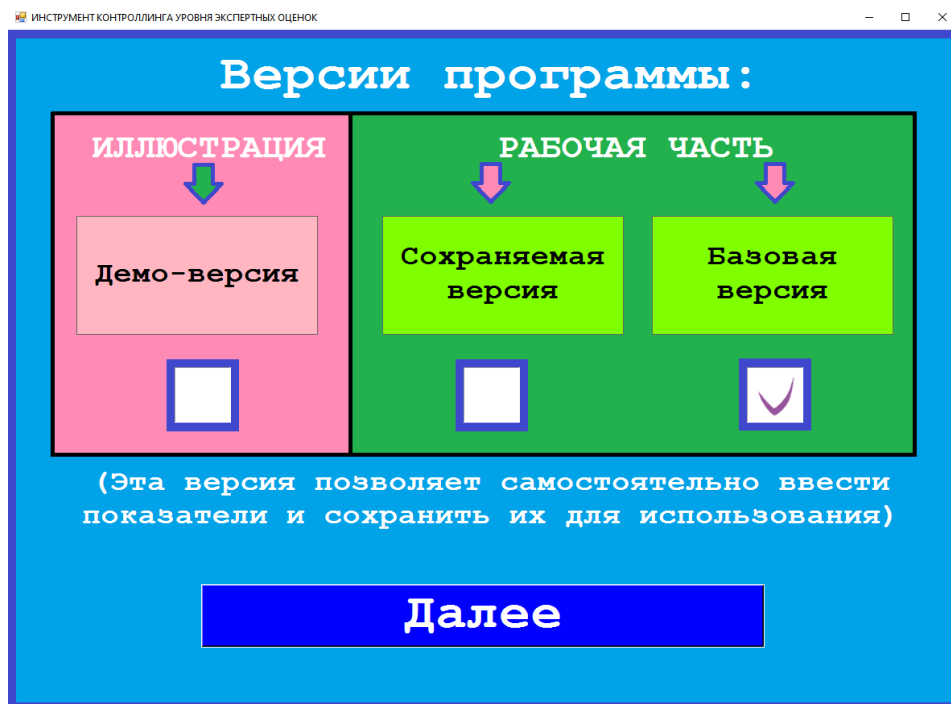 ИНСТРУМЕНТ КОНТРОЛЛИНГА УРОВНЯ ЭКСПЕРТНЫХ ОЦЕНОК
Версии программы:
ИЛЛЮСТРАЦИЯ
РАБОЧАЯ ЧАСТЬ
Демо-версия
Сохраняемая
версия
Базовая
версия
(Эта версия позволяет самостоятельно ввести
показатели и сохранить их для использования)
Далее